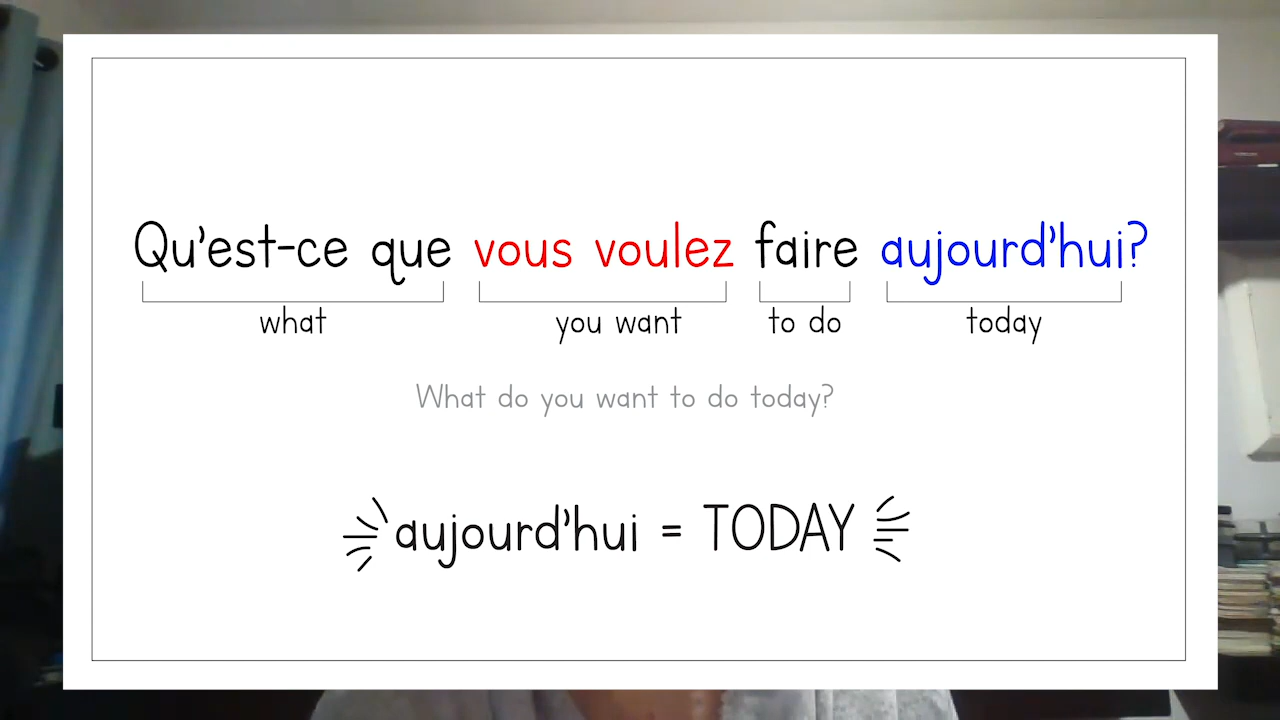 Qu'est-ce que vous voulez faire aujourd'hui?
what you want to do today
What do you want to do today?
aujourd'hui = TODAY